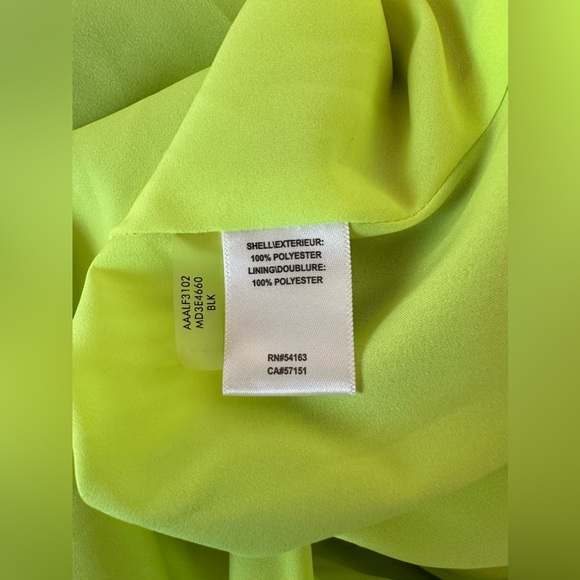 SHELL\EXTERIEUR:
100% POLYESTER
LINING\DOUBLURE:
100% POLYESTER
RN#54163
CA#57151
AAALF3102
MD3E4660
BLK